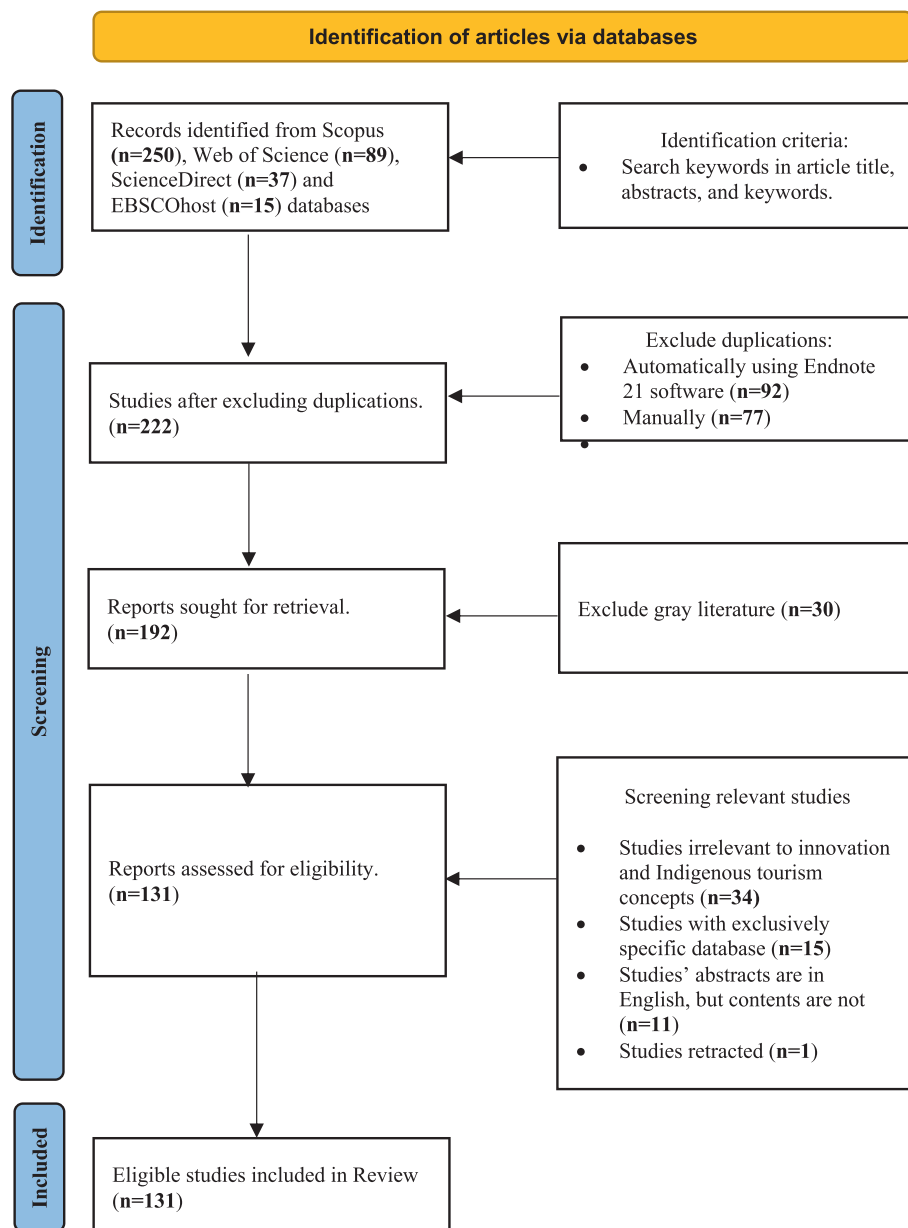 Identification of articles via databases
Identification
Records identified from Scopus
(n=250), Web of Science (n=89),
ScienceDirect (n=37) and
EBSCOhost (n=15) databases
Identification criteria:
• Search keywords in article title,
abstracts, and keywords.
Screening
Studies after excluding duplications.
(n=222)
Exclude duplications:
• Automatically using Endnote
21 software (n=92)
• Manually (n=77)
•
Reports sought for retrieval.
(n=192)
Exclude gray literature (n=30)
Reports assessed for eligibility.
(n=131)
Screening relevant studies
• Studies irrelevant to innovation
and Indigenous tourism
concepts (n=34)
• Studies with exclusively
specific database (n=15)
• Studies’ abstracts are in
English, but contents are not
(n=11)
• Studies retracted (n=1)
Included
Eligible studies included in Review
(n=131)